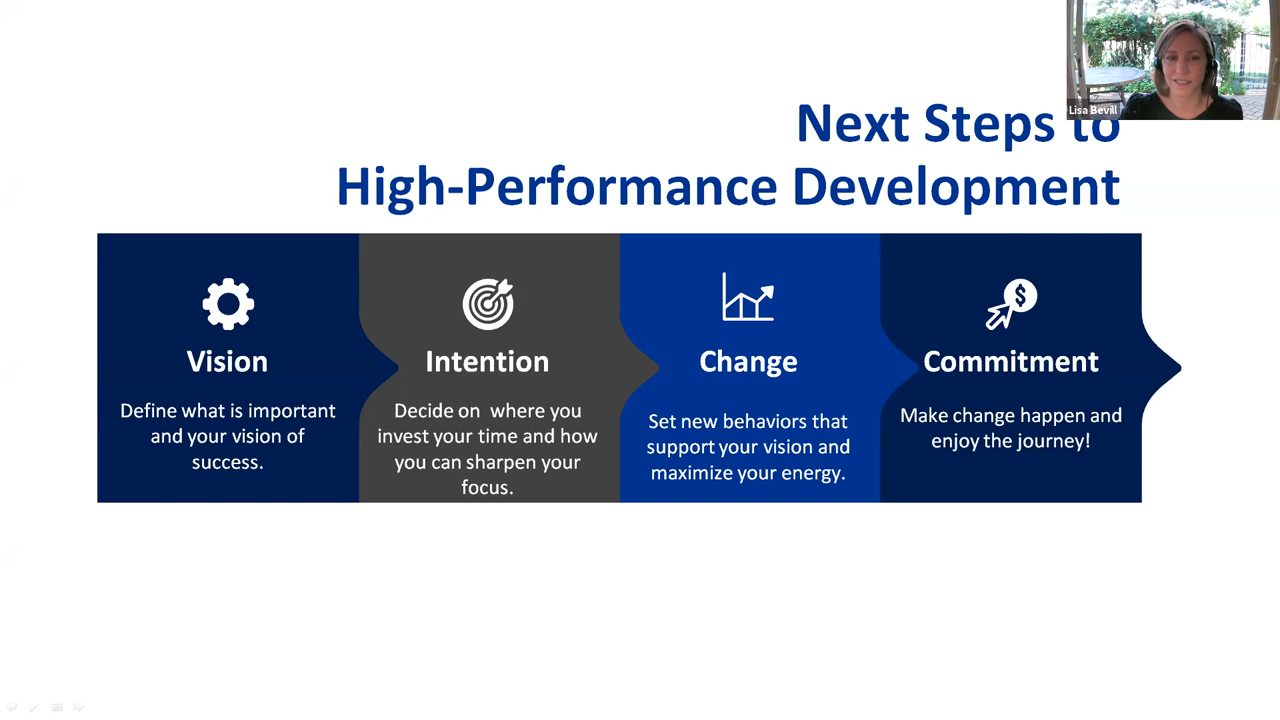 Lisa Bevill
Next Steps to
High-Performance Development
Vision
Define what is important
and your vision of
success.
Intention
Decide on  where you
invest your time and how
you can sharpen your
focus.
Change
Set new behaviors that
support your vision and
maximize your energy.
Commitment
Make change happen and
enjoy the journey!